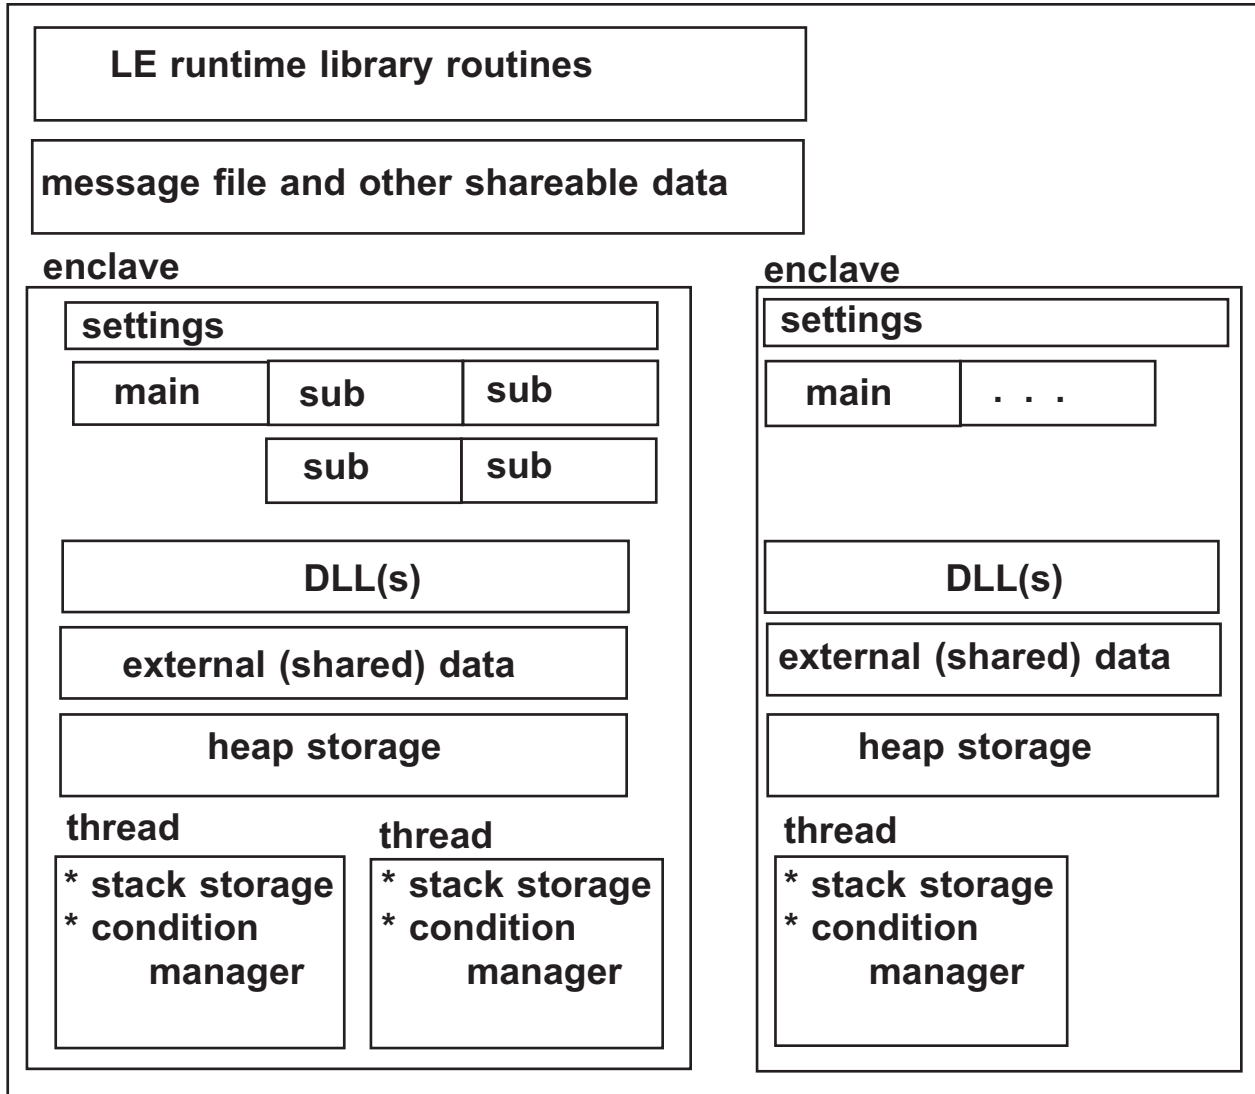 LE runtime library routines
message file and other shareable data
enclave
settings
main
sub
sub
sub
sub
DLL(s)
external (shared) data
heap storage
thread
* stack storage
* condition
manager
thread
* stack storage
* condition
manager
enclave
settings
main
. . .
DLL(s)
external (shared) data
heap storage
thread
* stack storage
* condition
manager